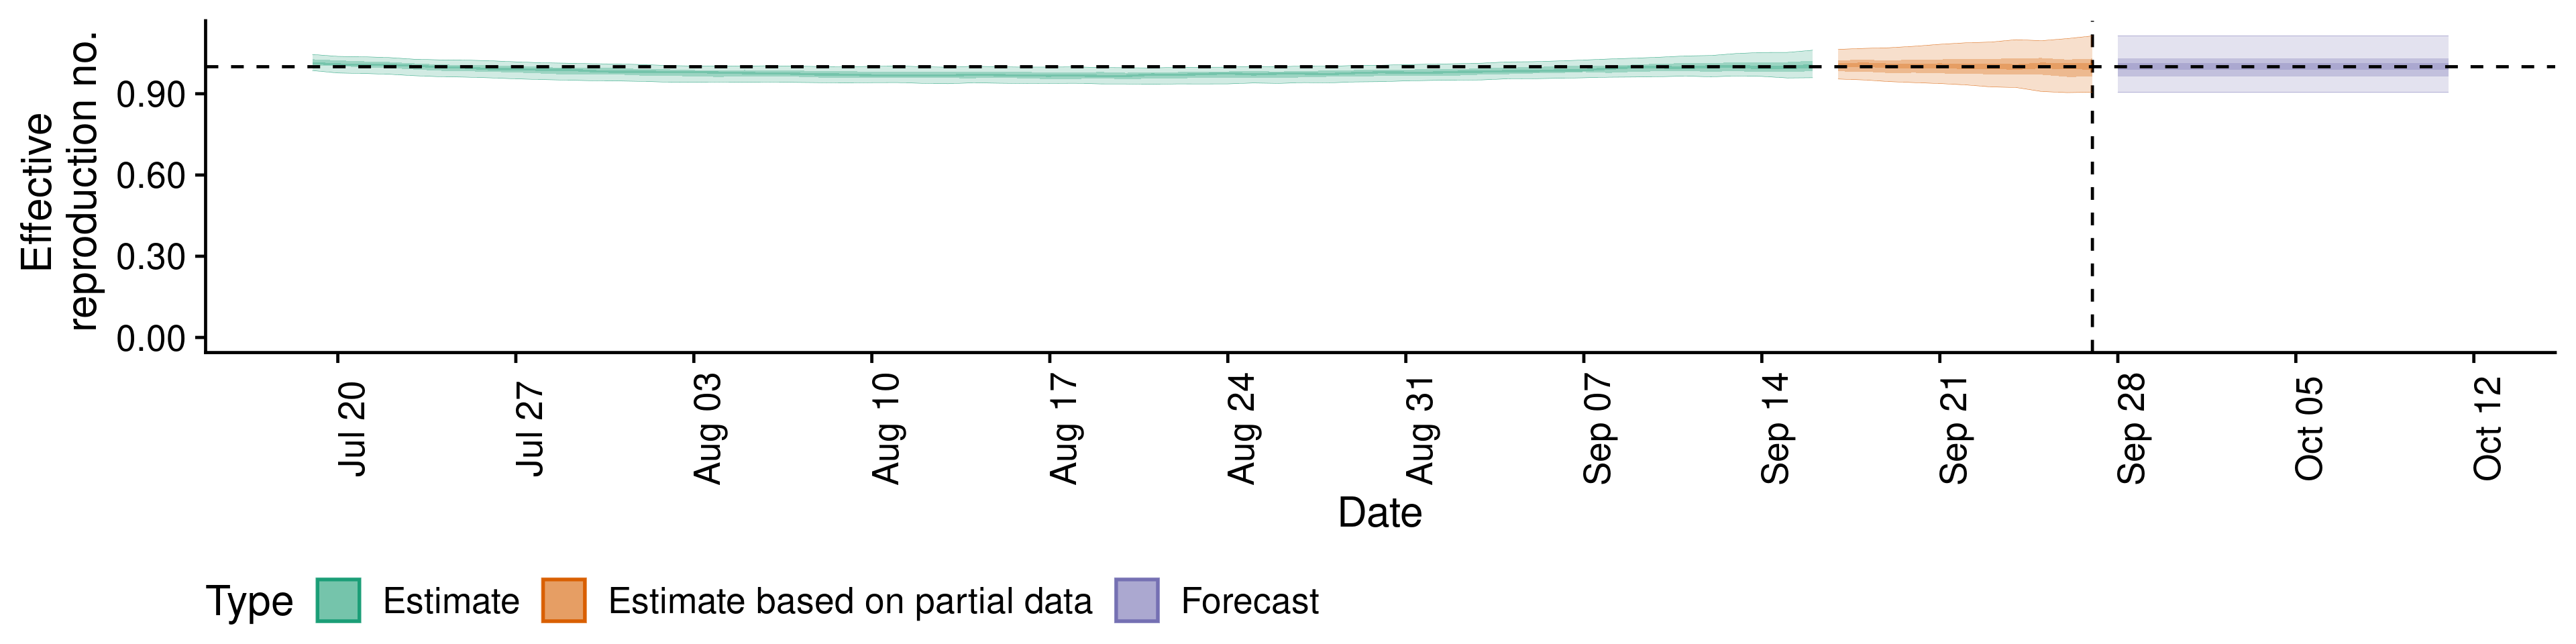 Effective
reproduction no.
0.90
0.60
0.30
0.00
Jul 20
Jul 27
Aug 03
Aug 10
Aug 17
Aug 24
Aug 31
Sep 07
Sep 14
Sep 21
Sep 28
Oct 05
Oct 12
Date
Type Estimate Estimate based on partial data Forecast